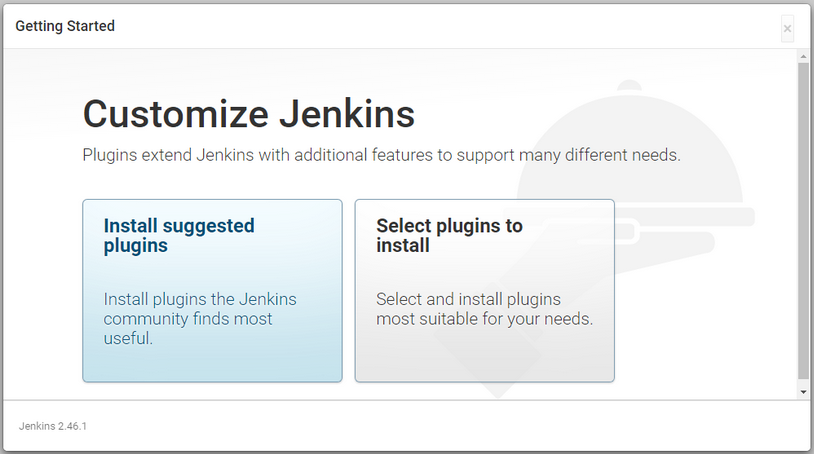 Getting Started
×
Customize Jenkins
Plugins extend Jenkins with additional features to support many different needs.
Install suggested
plugins
Install plugins the Jenkins
community finds most
useful.
Select plugins to
install
Select and install plugins
most suitable for your needs.
Jenkins 2.46.1